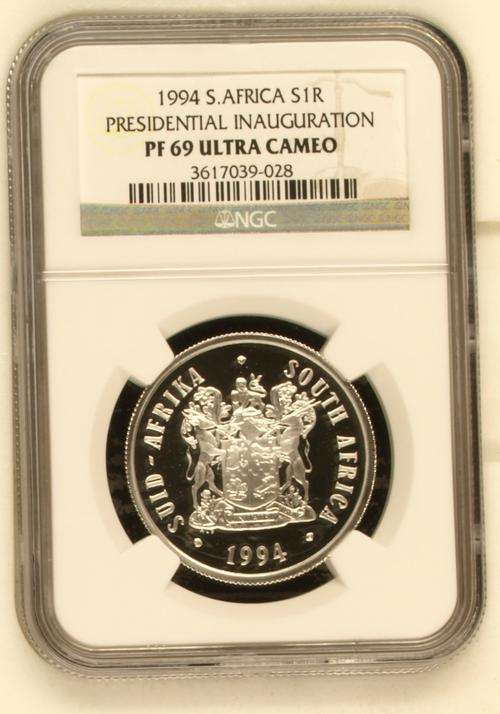 1994 S.AFRICA S1R
PRESIDENTIAL INAUGURATION
PF 69 ULTRA CAMEO
3617039-028
NGC
SUID-AFRIKA
SOUTH AFRICA
1994